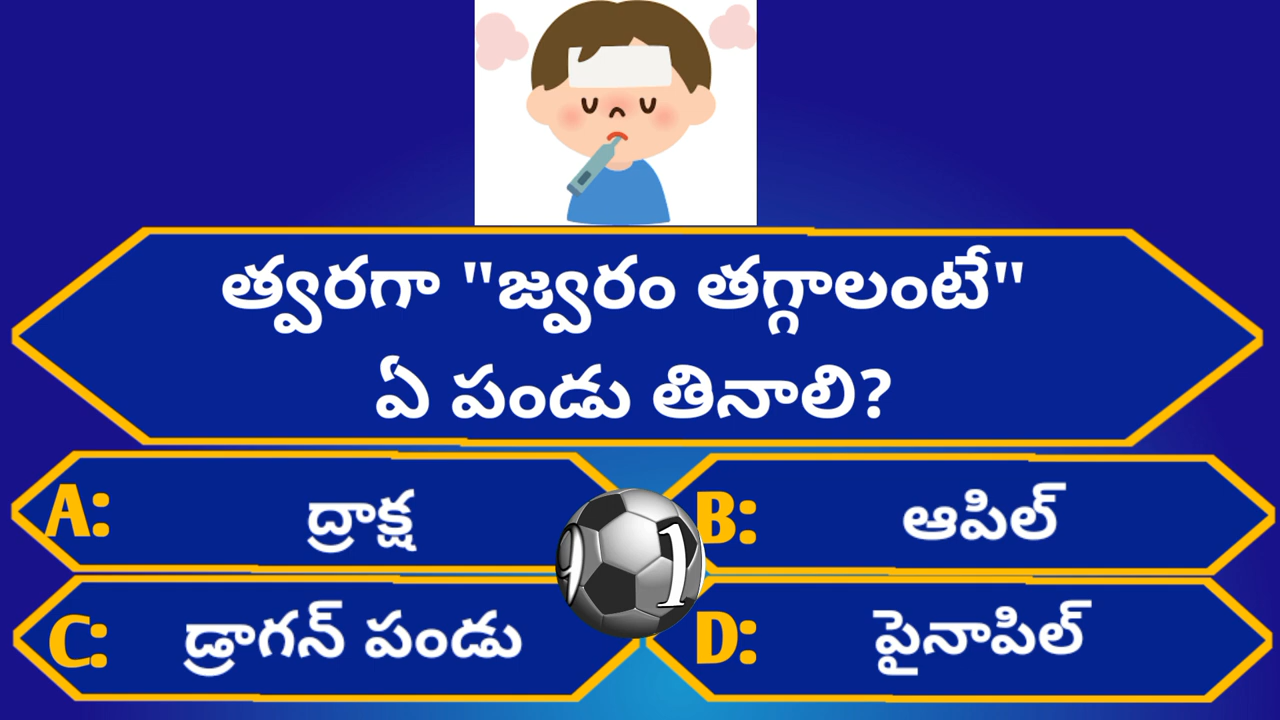 త్వరగా "జ్వరం తగ్గాలంటే"
ఏ పండు తినాలి?
A: ద్రాక్ష
B: ఆపిల్
C: డ్రాగన్ పండు
D: పైనాపిల్